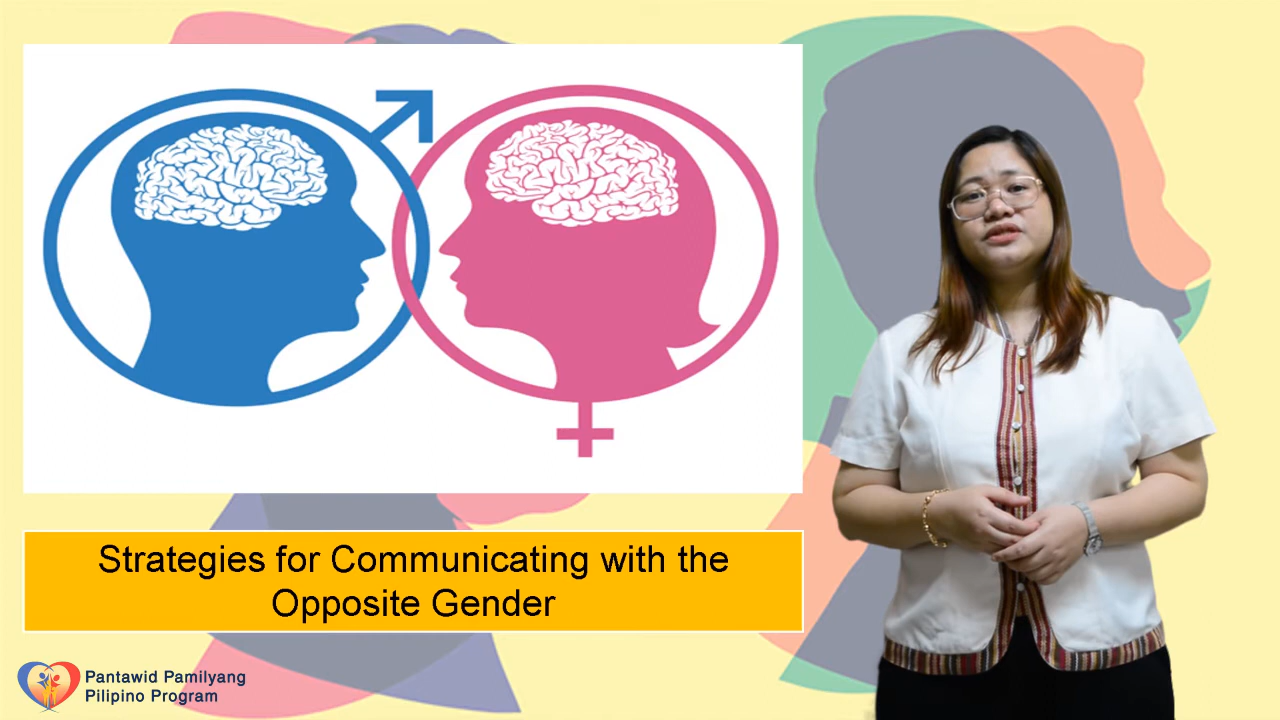 Strategies for Communicating with the
Opposite Gender
Pantawid Pamilyang
Pilipino Program